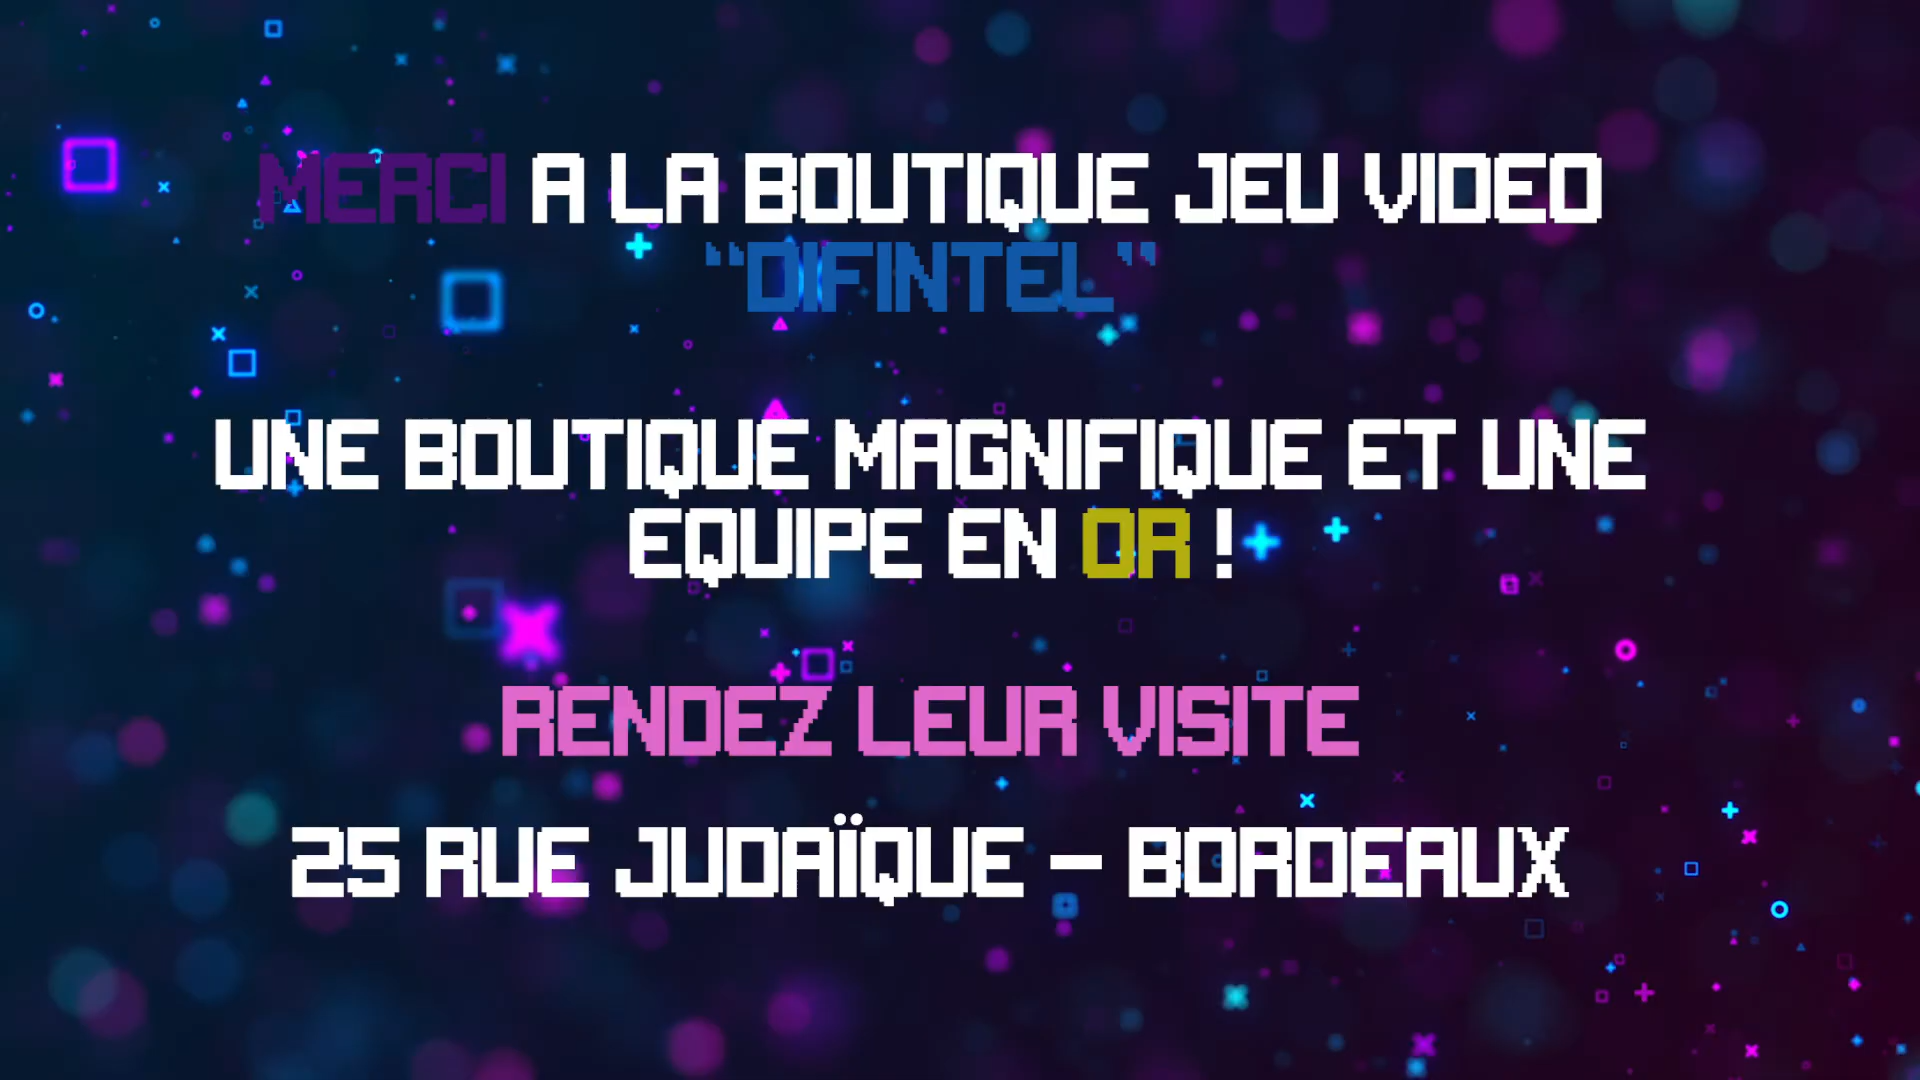 MERCI A LA BOUTIQUE JEU VIDEO
“DIFINTEL”
UNE BOUTIQUE MAGNIFIQUE ET UNE
EQUIPE EN OR !
RENDEZ LEUR VISITE
25 RUE JUDAÏQUE – BORDEAUX